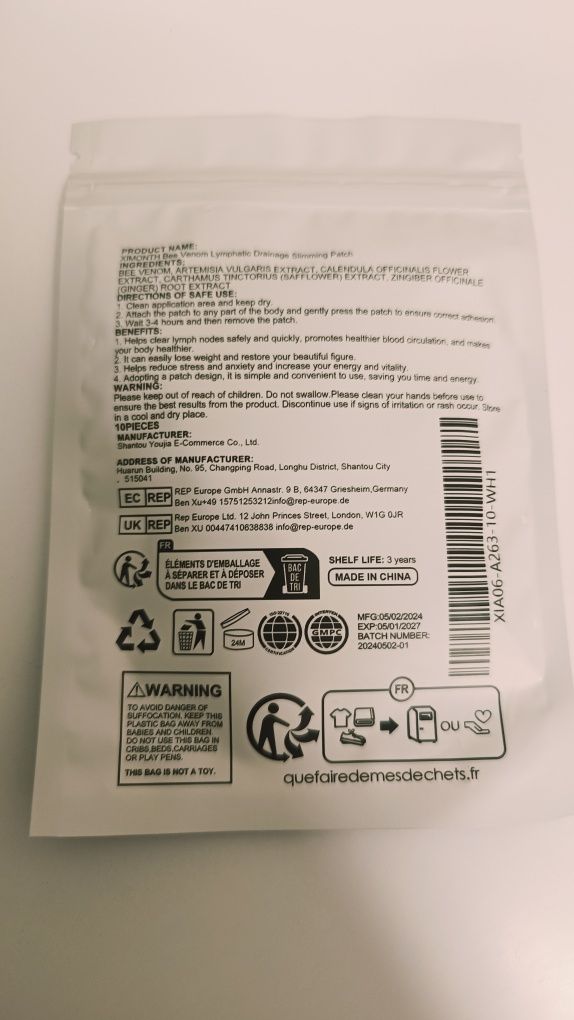 PRODUCT NAME:
XIMONTH Bee Venom Lymphatic Drainage Slimming Patch
INGREDIENTS:
BEE VENOM, ARTEMISIA VULGARIS EXTRACT, CALENDULA OFFICINALIS FLOWER
EXTRACT, CARTHAMUS TINCTORIUS (SAFFLOWER) EXTRACT, ZINGIBER OFFICINALE
(GINGER) ROOT EXTRACT
DIRECTIONS OF SAFE USE:
1. Clean application area and keep dry.
2. Attach the patch to any part of the body and gently press the patch to ensure correct adhesion.
3. Wait 3-4 hours and then remove the patch.
BENEFITS:
1. Helps clear lymph nodes safely and quickly, promotes healthier blood circulation, and makes
your body healthier.
2. It can easily lose weight and restore your beautiful figure.
3. Helps reduce stress and anxiety and increase your energy and vitality.
4. Adopting a patch design, it is simple and convenient to use, saving you time and energy.
WARNING:
Please keep out of reach of children. Do not swallow.Please clean your hands before use to
ensure the best results from the product. Discontinue use if signs of irritation or rash occur. Store
in a cool and dry place.
10PIECES
MANUFACTURER:
Shantou Youjia E-Commerce Co., Ltd.
ADDRESS OF MANUFACTURER:
Huarun Building, No. 95, Changping Road, Longhu District, Shantou City
, 515041
EC REP REP Europe GmbH Annastr. 9 B, 64347 Griesheim,Germany
Ben Xu+49 15751253212info@rep-europe.de
UK REP Rep Europe Ltd. 12 John Princes Street, London, W1G 0JR
Ben XU 00447410638838 info@rep-europe.de
FR
ÉLÉMENTS D'EMBALLAGE
À SÉPARER ET À DÉPOSER
DANS LE BAC DE TRI
BAC
DE
TRI
SHELF LIFE: 3 years
MADE IN CHINA
XIA06-A263-10-WH1
24M
ISO 22716
GMPC
MFG:05/02/2024
EXP:05/01/2027
BATCH NUMBER:
20240502-01
WARNING
TO AVOID DANGER OF
SUFFOCATION, KEEP THIS
PLASTIC BAG AWAY FROM
BABIES AND CHILDREN.
DO NOT USE THIS BAG IN
CRIBS,BEDS,CARRIAGES
OR PLAY PENS.
THIS BAG IS NOT A TOY.
FR
OU
quefairedemesdechets.fr